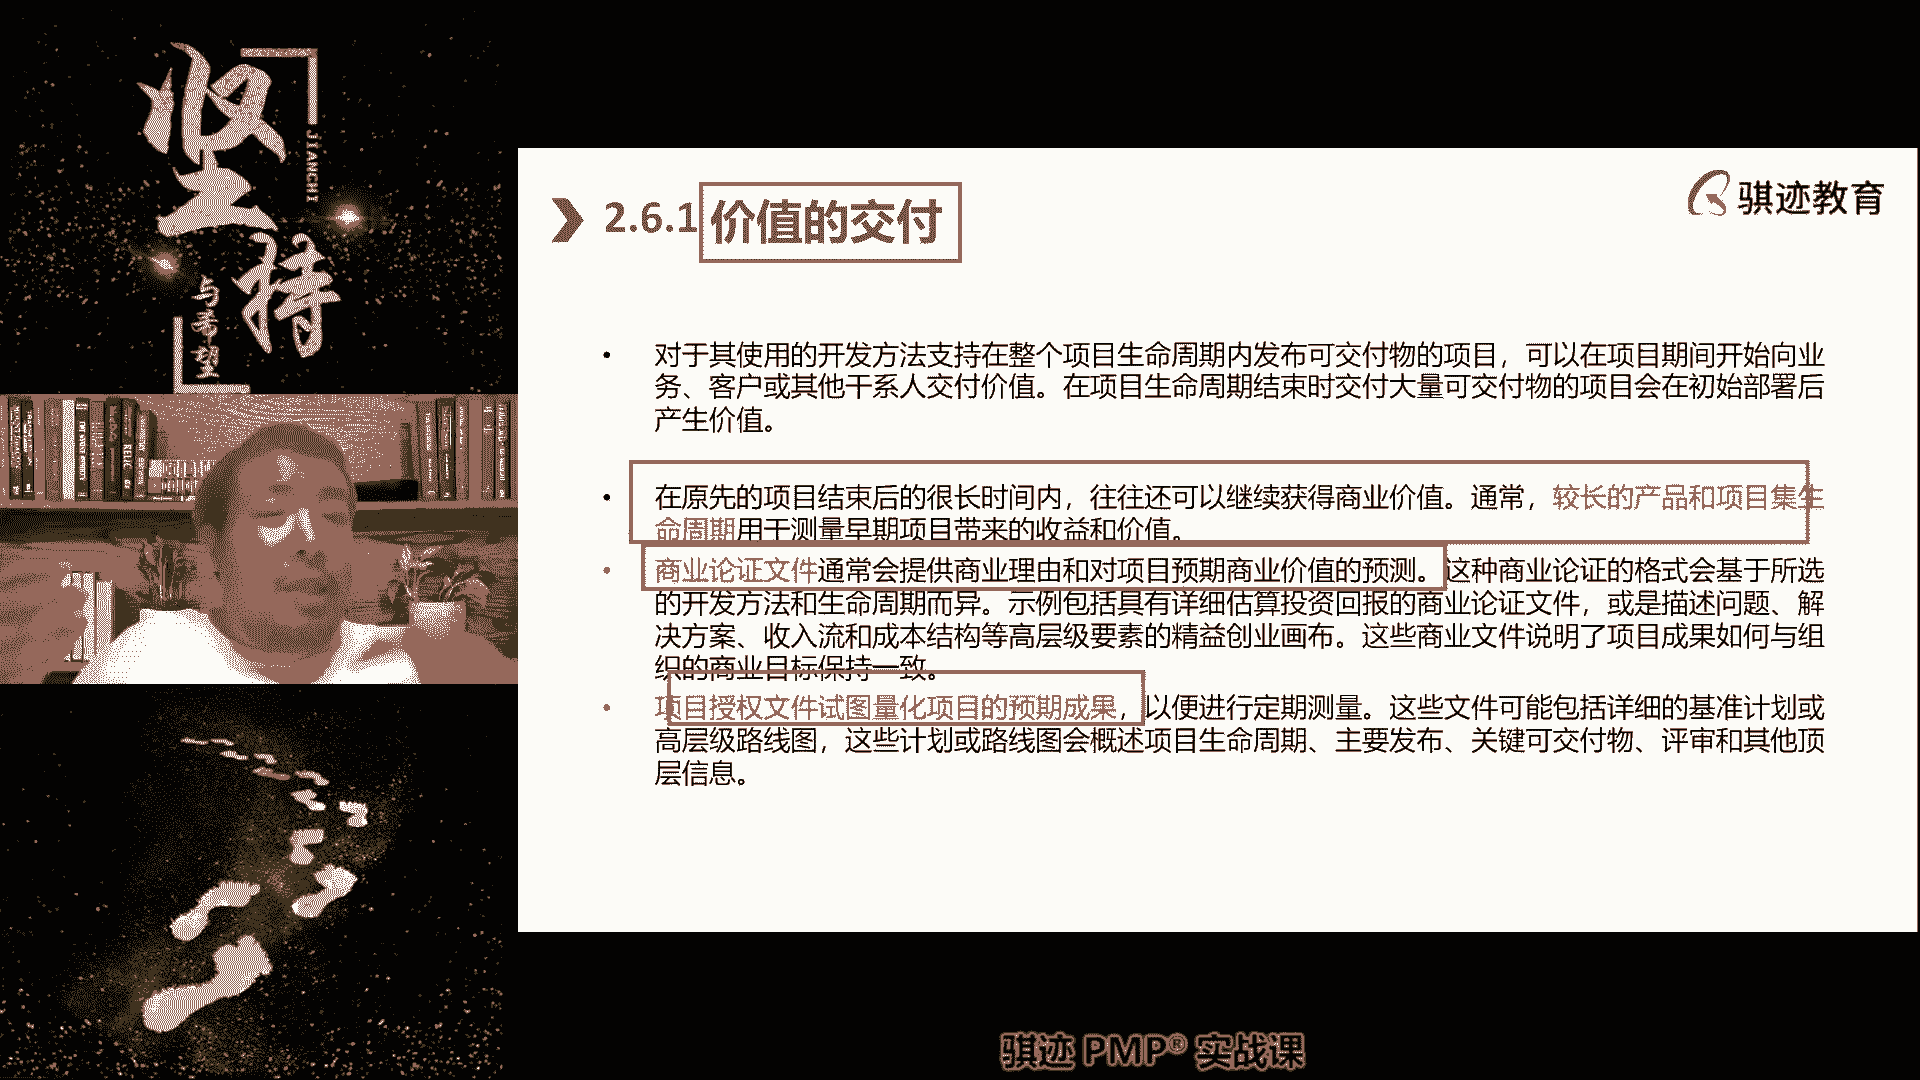 坚持
JIANCHI
与希望
RELIC
骐迹教育
2.6.1 价值的交付
• 对于其使用的开发方法支持在整个项目生命周期内发布可交付物的项目，可以在项目期间开始向业
务、客户或其他干系人交付价值。在项目生命周期结束时交付大量可交付物的项目会在初始部署后
产生价值。
• 在原先的项目结束后的很长时间内，往往还可以继续获得商业价值。通常，较长的产品和项目集生
命周期用于测量早期项目带来的收益和价值。
• 商业论证文件通常会提供商业理由和对项目预期商业价值的预测。这种商业论证的格式会基于所选
的开发方法和生命周期而异。示例包括具有详细估算投资回报的商业论证文件，或是描述问题、解
决方案、收入流和成本结构等高层级要素的精益创业画布。这些商业文件说明了项目成果如何与组
织的商业目标保持一致。
• 项目授权文件试图量化项目的预期成果，以便进行定期测量。这些文件可能包括详细的基准计划或
高层级路线图，这些计划或路线图会概述项目生命周期、主要发布、关键可交付物、评审和其他顶
层信息。
骐迹 PMP® 实战课